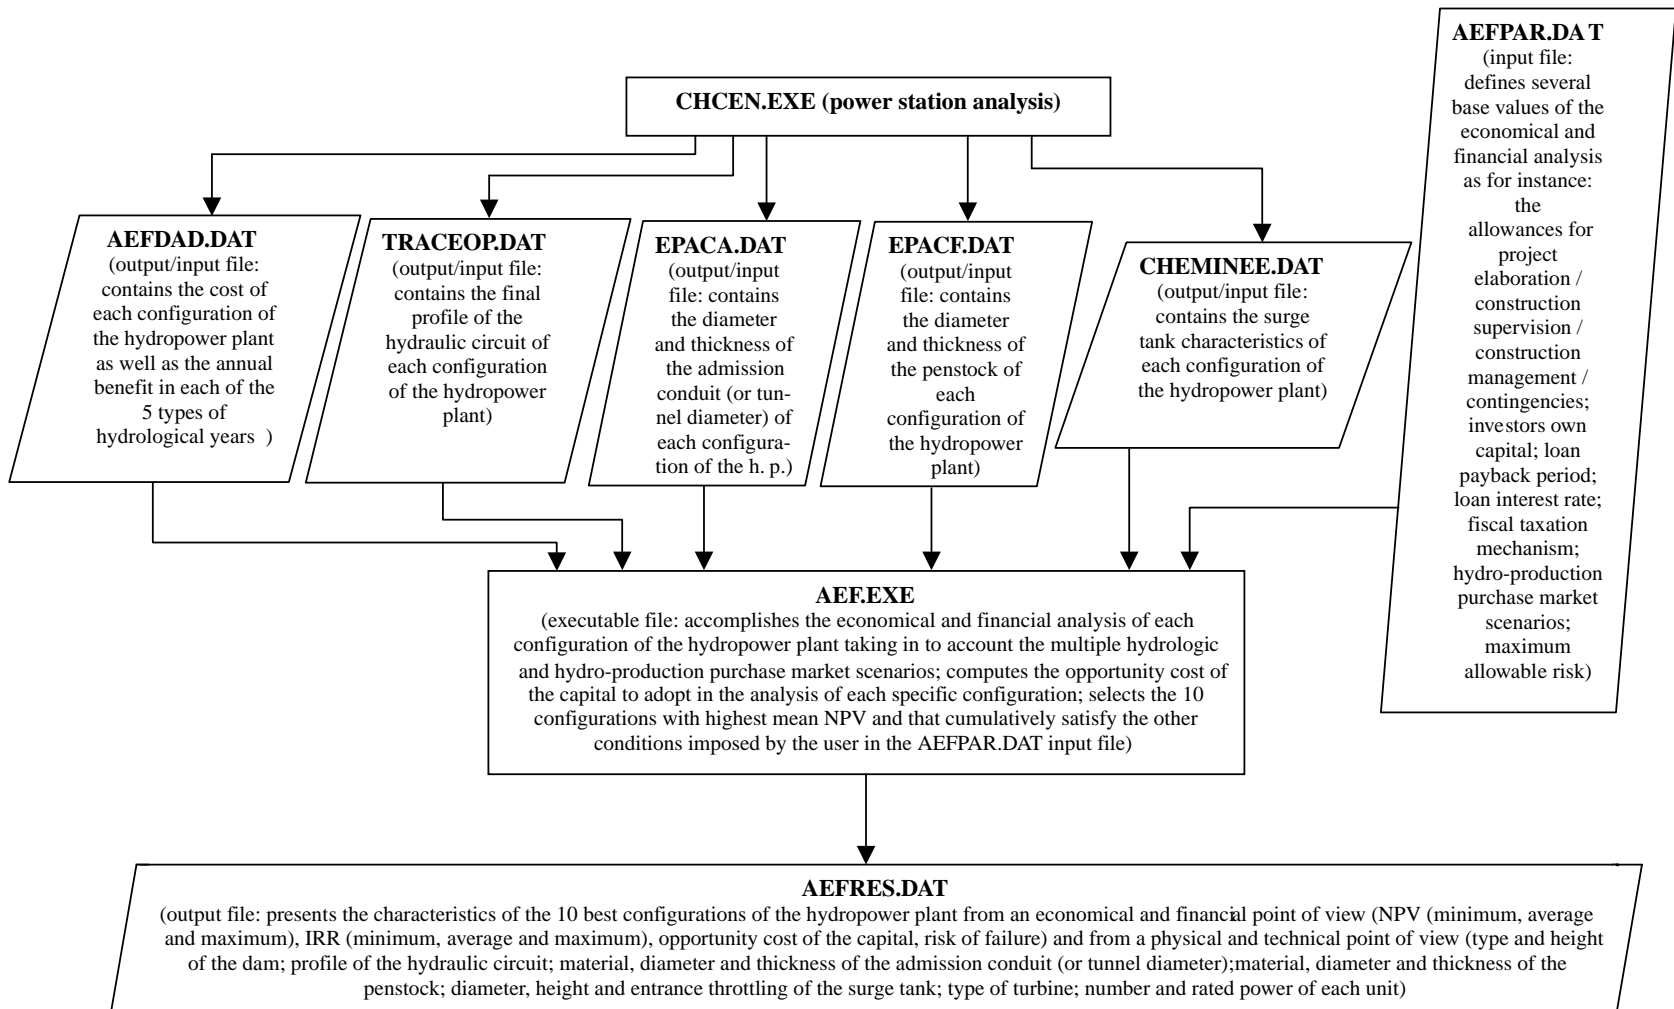 CHCEN.EXE (power station analysis)
AEFDAD.DAT
(output/input file:
contains the cost of
each configuration of
the hydropower plant
as well as the annual
benefit in each of the
5 types of
hydrological years )
TRACEOP.DAT
(output/input file:
contains the final
profile of the
hydraulic circuit of
each configuration
of the hydropower
plant)
EPACA.DAT
(output/input
file: contains
the diameter
and thickness of
the admission
conduit (or tun-
nel diameter) of
each configura-
tion of the h. p.)
EPACF.DAT
(output/input
file: contains
the diameter
and thickness of
the penstock of
each
configuration of
the hydropower
plant)
CHEMINEE.DAT
(output/input file:
contains the surge
tank characteristics of
each configuration of
the hydropower plant)
AEFPAR.DAT
(input file:
defines several
base values of the
economical and
financial analysis
as for instance:
the
allowances for
project
elaboration /
construction
supervision /
construction
management /
contingencies;
investors own
capital; loan
payback period;
loan interest rate;
fiscal taxation
mechanism;
hydro-production
purchase market
scenarios;
maximum
allowable risk)
AEF.EXE
(executable file: accomplishes the economical and financial analysis of each
configuration of the hydropower plant taking in to account the multiple hydrologic
and hydro-production purchase market scenarios; computes the opportunity cost of
the capital to adopt in the analysis of each specific configuration; selects the 10
configurations with highest mean NPV and that cumulatively satisfy the other
conditions imposed by the user in the AEFPAR.DAT input file)
AEFRES.DAT
(output file: presents the characteristics of the 10 best configurations of the hydropower plant from an economical and financial point of view (NPV (minimum, average
and maximum), IRR (minimum, average and maximum), opportunity cost of the capital, risk of failure) and from a physical and technical point of view (type and height
of the dam; profile of the hydraulic circuit; material, diameter and thickness of the admission conduit (or tunnel diameter);material, diameter and thickness of the
penstock; diameter, height and entrance throttling of the surge tank; type of turbine; number and rated power of each unit)